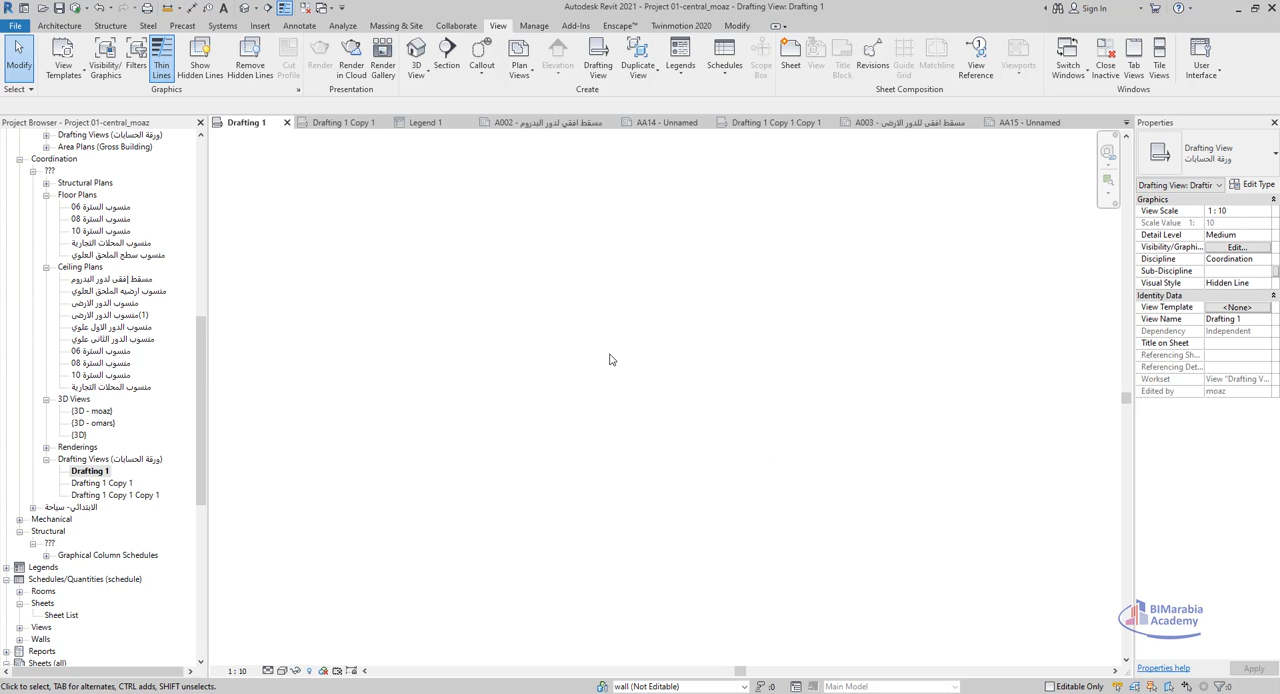 Autodesk Revit 2021 - Project 01-central_moaz - Drafting View: Drafting 1
Sign In
File Architecture Structure Steel Precast Systems Insert Annotate Analyze Massing & Site Collaborate View Manage Add-Ins Enscape™ Twinmotion 2020 Modify
Modify
View Templates
Visibility/ Graphics
Filters
Thin Lines
Show Hidden Lines
Remove Hidden Lines
Cut Profile
Render
Render in Cloud
Render Gallery
3D View
Section
Callout
Plan Views
Elevation
Drafting View
Duplicate View
Legends
Schedules
Scope Box
Sheet
View
Title Block
Revisions
Guide Grid
Matchline
View Reference
Viewports
Switch Windows
Close Inactive
Tab Views
Tile Views
User Interface
Select Graphics Presentation Create Sheet Composition Windows
Project Browser - Project 01-central_moaz
Drafting 1
Drafting 1 Copy 1
Legend 1
A002 - مسقط افقي لدور البدروم
AA14 - Unnamed
Drafting 1 Copy 1 Copy 1
A003 - مسقط افقى للدور الارضى
AA15 - Unnamed
Drafting Views (ورقة الحسابات)
Area Plans (Gross Building)
Coordination
???
Structural Plans
Floor Plans
منسوب السترة 06
منسوب السترة 08
منسوب السترة 10
منسوب المحلات التجارية
منسوب سطح الملحق العلوي
Ceiling Plans
مسقط إفقى لدور البدروم
منسوب ارضيه الملحق العلوي
منسوب الدور الارضى
منسوب الدور الارضى(1)
منسوب الدور الاول علوي
منسوب الدور الثانى علوي
منسوب السترة 06
منسوب السترة 08
منسوب السترة 10
منسوب المحلات التجارية
3D Views
{3D - moaz}
{3D - omars}
{3D}
Renderings
Drafting Views (ورقة الحسابات)
Drafting 1
Drafting 1 Copy 1
Drafting 1 Copy 1 Copy 1
الابتدائي- سباحة
Mechanical
Structural
???
Graphical Column Schedules
Legends
Schedules/Quantities (schedule)
Rooms
Sheets
Sheet List
Views
Walls
Reports
Sheets (all)
Properties
Drafting View
ورقة الحسابات
Drafting View: Draftir
Edit Type
Graphics
View Scale 1 : 10
Scale Value 1: 10
Detail Level Medium
Visibility/Graphi... Edit...
Discipline Coordination
Sub-Discipline
Visual Style Hidden Line
Identity Data
View Template <None>
View Name Drafting 1
Dependency Independent
Title on Sheet
Referencing Sh...
Referencing Det...
Workset View "Drafting V...
Edited by moaz
BIMarabia
Academy
Properties help
Apply
1 : 10
Click to select, TAB for alternates, CTRL adds, SHIFT unselects.
wall (Not Editable)
:0
Main Model
Editable Only
:0